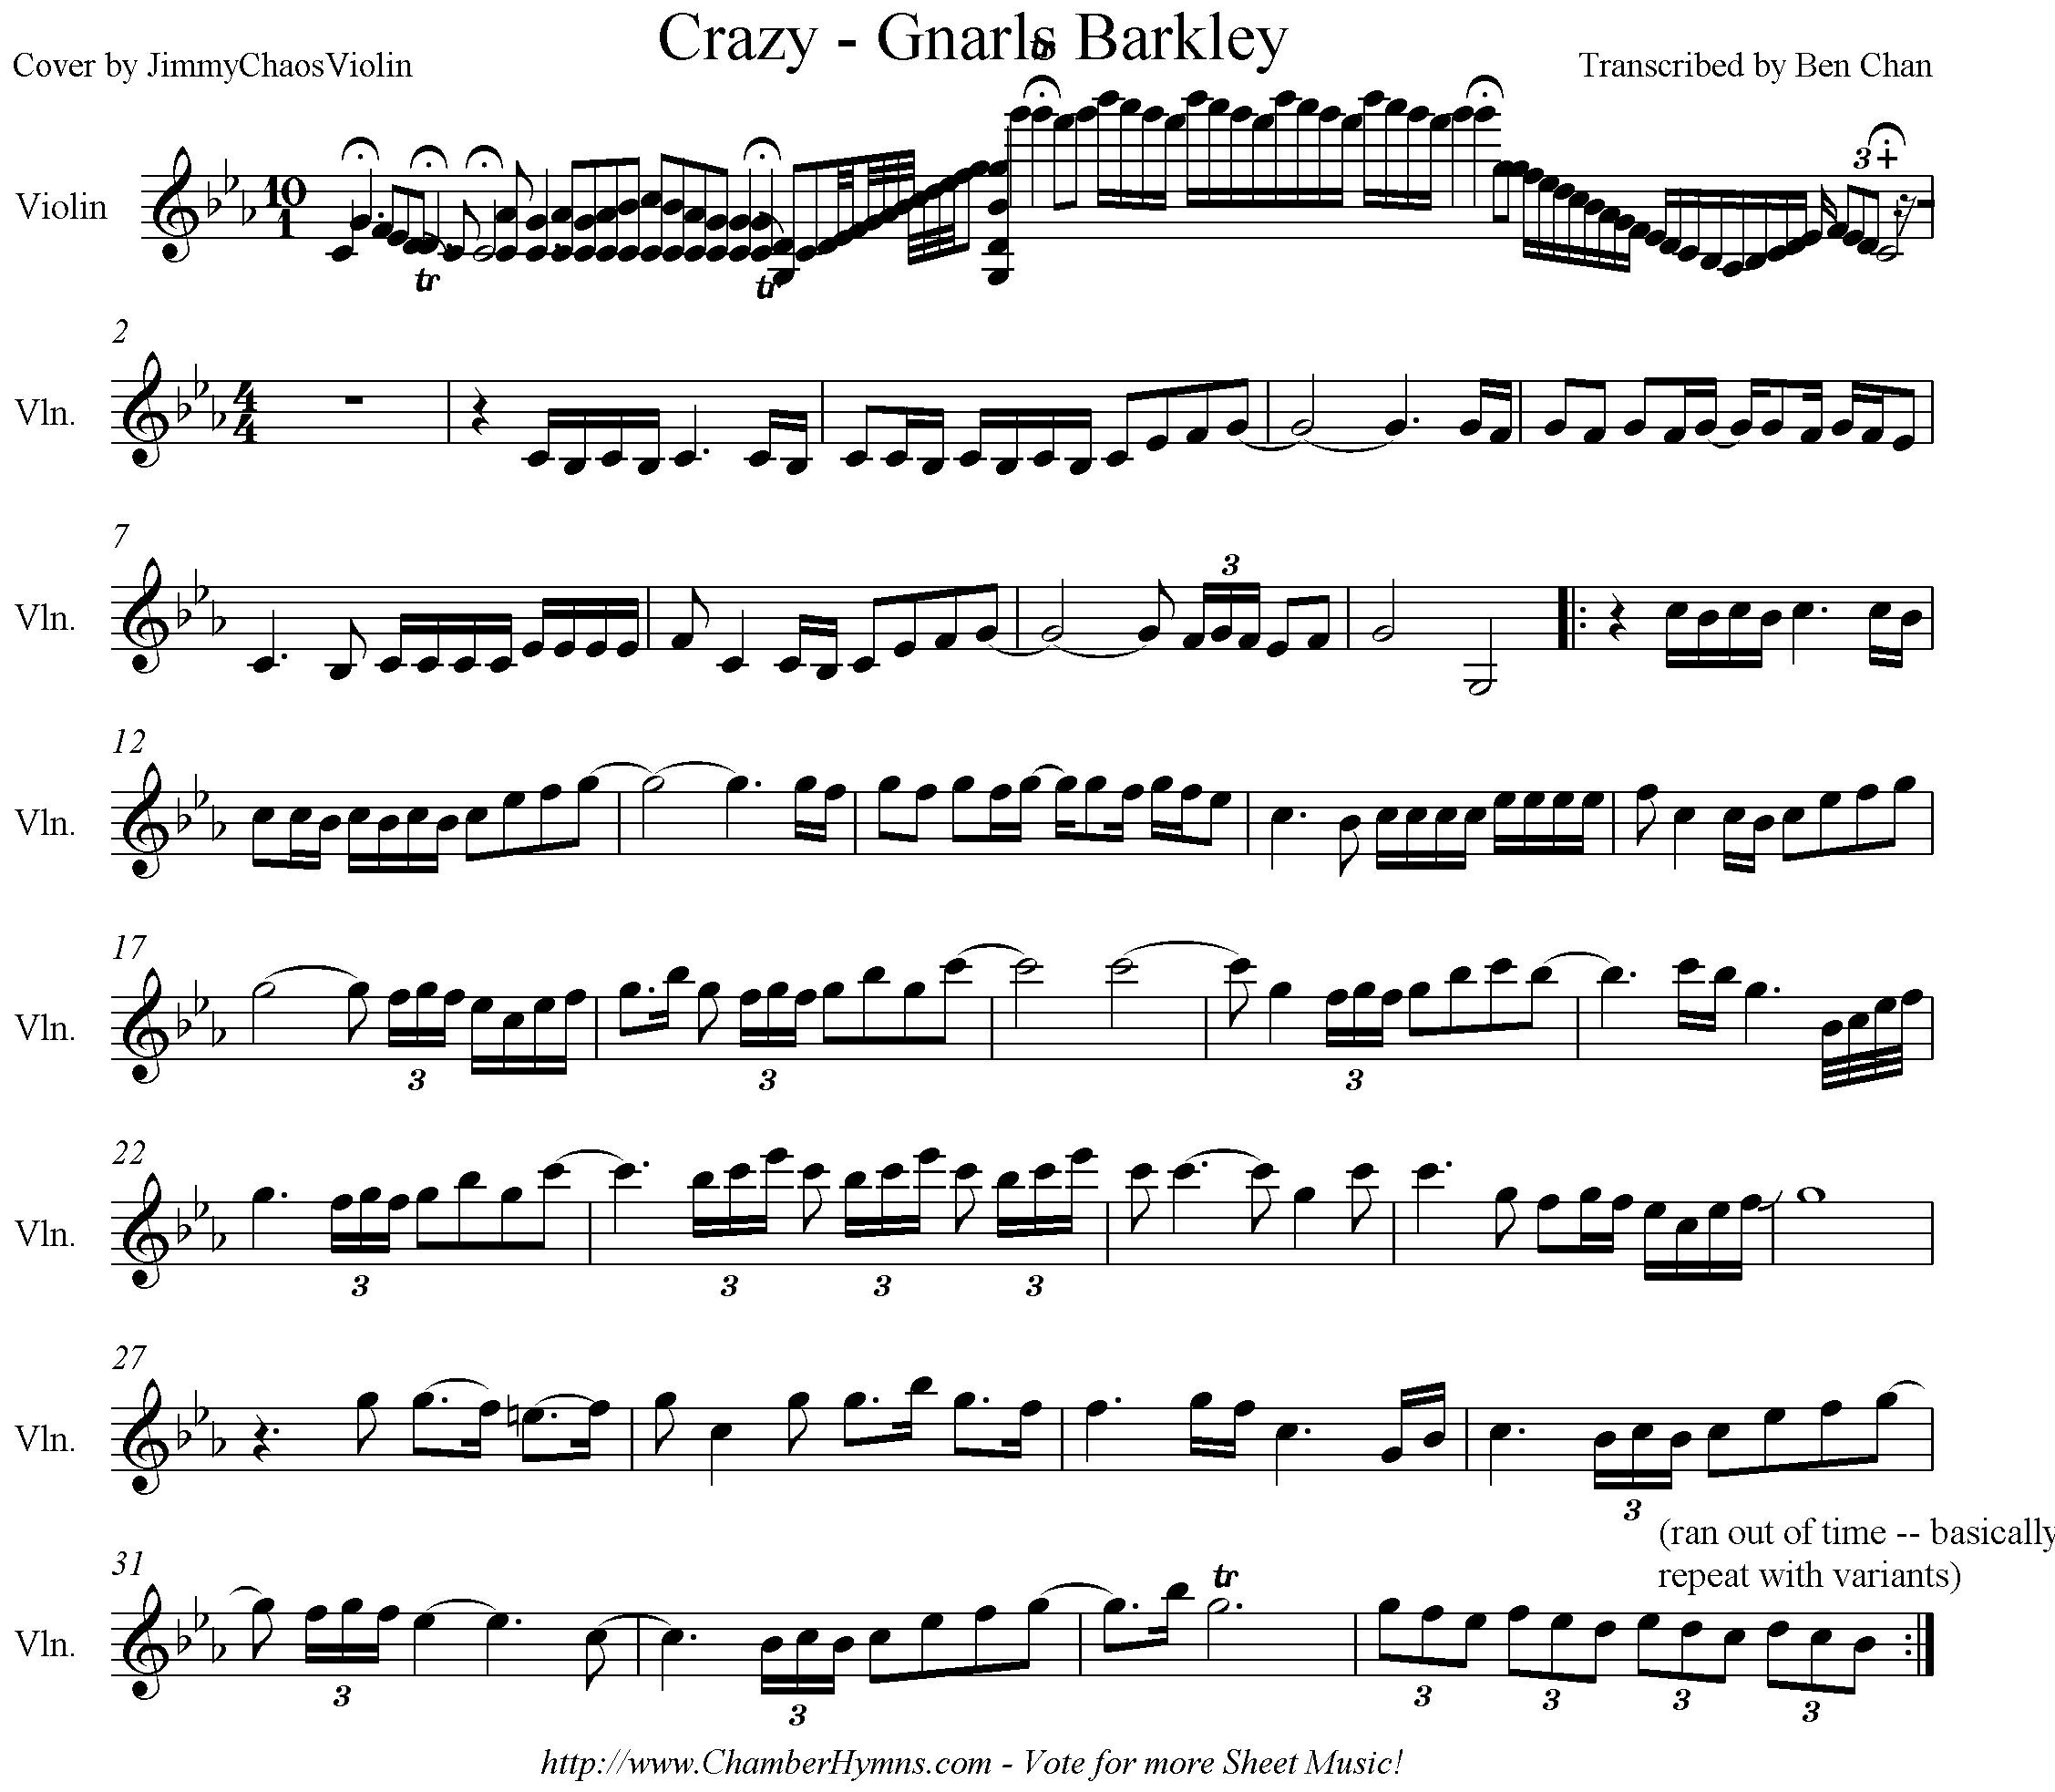 Crazy - Gnarls Barkley
Cover by JimmyChaosViolin
Transcribed by Ben Chan
tr
Violin
10
1
3
tr
tr
2
Vln.
4
4
7
Vln.
3
12
Vln.
17
Vln.
3
3
3
22
Vln.
3
3
3
3
27
Vln.
3
(ran out of time -- basically
repeat with variants)
31
Vln.
tr
3
3
3
3
3
3
http://www.ChamberHymns.com - Vote for more Sheet Music!